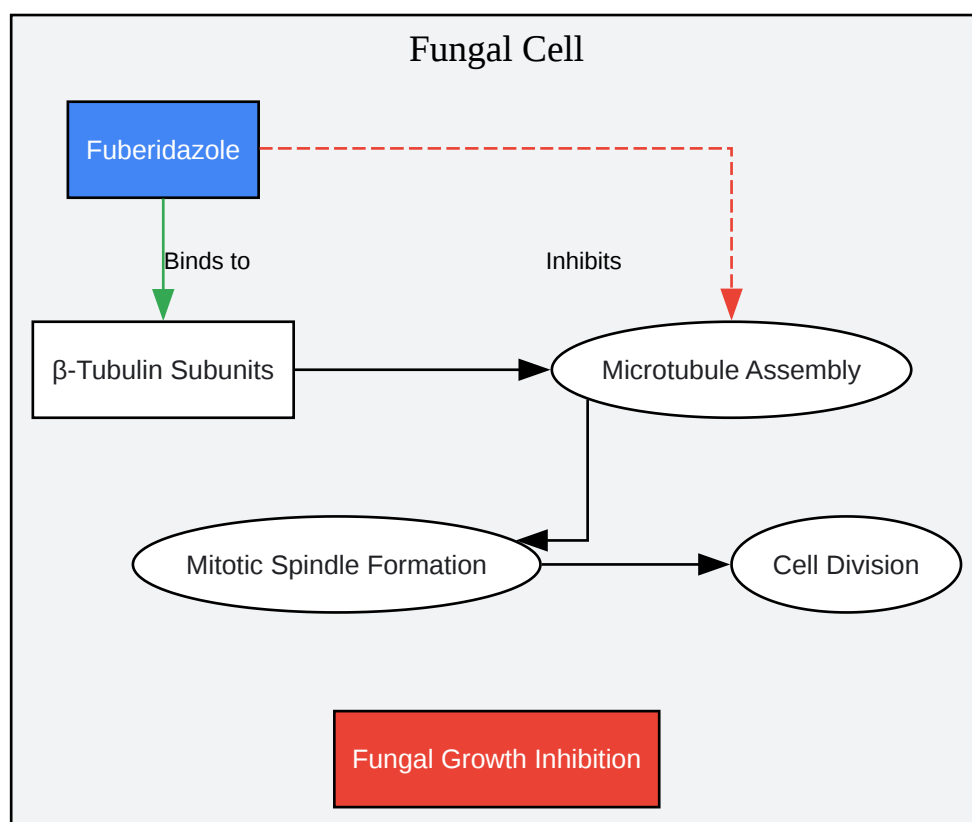 Fungal Cell
Fuberidazole
Binds to
Inhibits
β-Tubulin Subunits
Microtubule Assembly
Mitotic Spindle Formation
Cell Division
Fungal Growth Inhibition